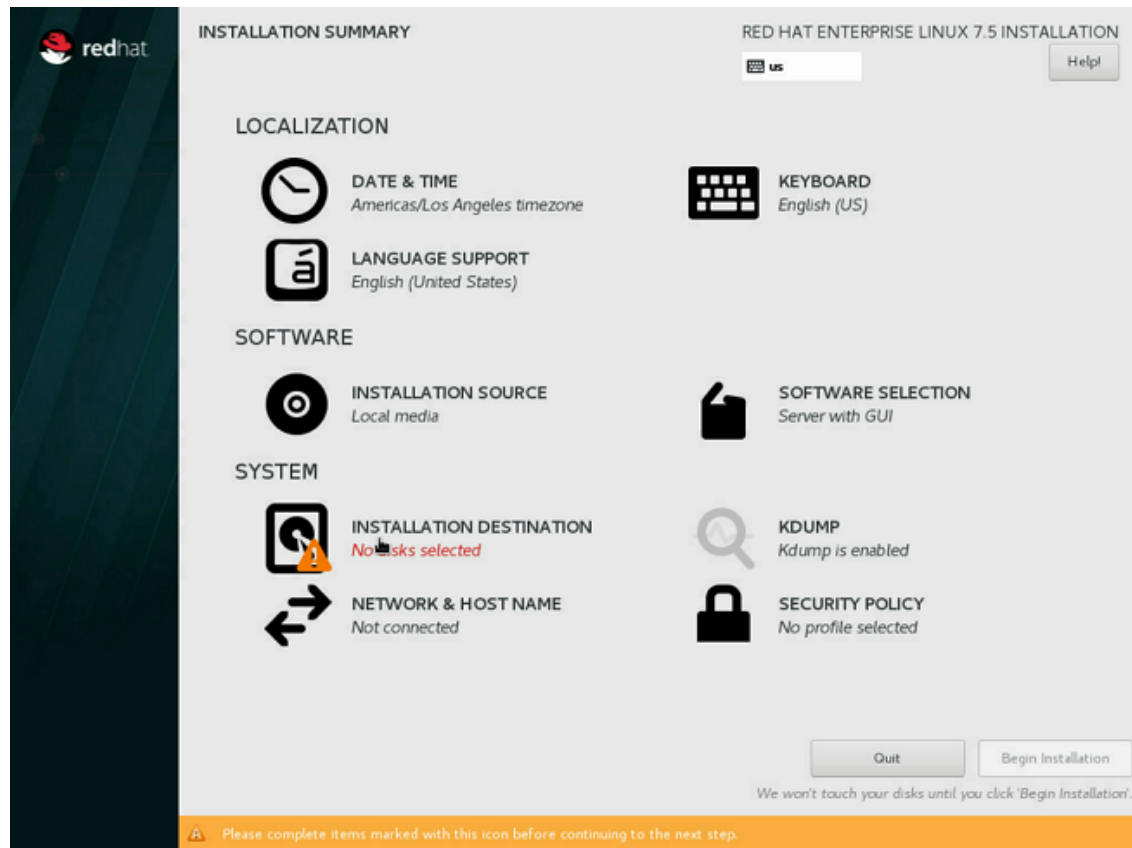 redhat
INSTALLATION SUMMARY
RED HAT ENTERPRISE LINUX 7.5 INSTALLATION
us
Help!
LOCALIZATION
DATE & TIME
Americas/Los Angeles timezone
KEYBOARD
English (US)
á
LANGUAGE SUPPORT
English (United States)
SOFTWARE
INSTALLATION SOURCE
Local media
SOFTWARE SELECTION
Server with GUI
SYSTEM
INSTALLATION DESTINATION
No disks selected
KDUMP
Kdump is enabled
NETWORK & HOST NAME
Not connected
SECURITY POLICY
No profile selected
Quit
Begin Installation
We won't touch your disks until you click 'Begin Installation'.
Please complete items marked with this icon before continuing to the next step.